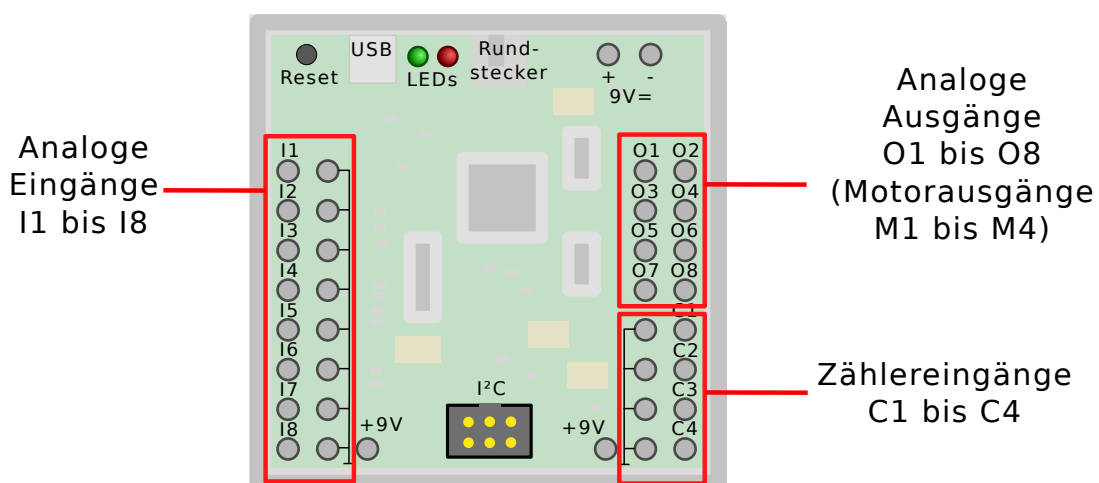 USB
Rund-
stecker
Reset
LEDs
+ -
9V=
Analoge
Eingänge
I1 bis I8
I1
I2
I3
I4
I5
I6
I7
I8
+9V
I²C
+9V
O1 O2
O3 O4
O5 O6
O7 O8
C1
C2
C3
C4
Analoge
Ausgänge
O1 bis O8
(Motorausgänge
M1 bis M4)
Zählereingänge
C1 bis C4